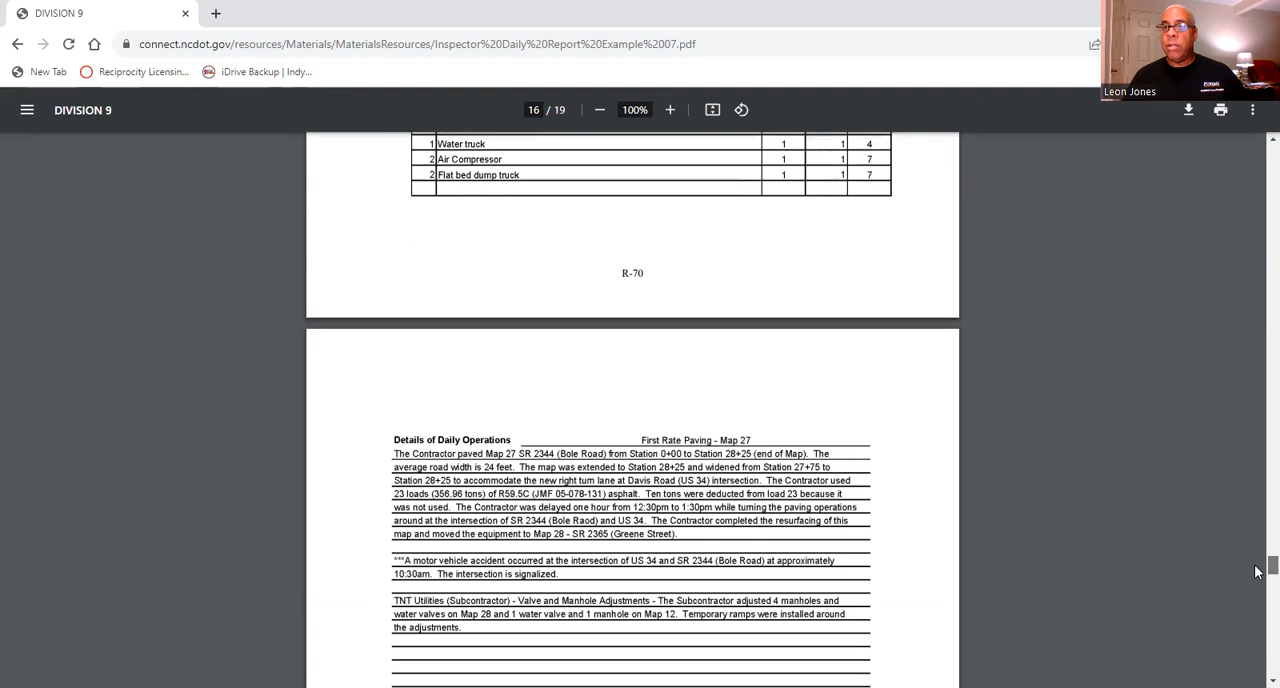 DIVISION 9
connect.ncdot.gov/resources/Materials/MaterialsResources/Inspector%20Daily%20Report%20Example%2007.pdf
New Tab
Reciprocity Licensin...
iDrive Backup | Indy...
Leon Jones
DIVISION 9
16 / 19
100%
1 Water truck 1 1 4
2 Air Compressor 1 1 7
2 Flat bed dump truck 1 1 7
R-70
Details of Daily Operations First Rate Paving - Map 27
The Contractor paved Map 27 SR 2344 (Bole Road) from Station 0+00 to Station 28+25 (end of Map). The
average road width is 24 feet. The map was extended to Station 28+25 and widened from Station 27+75 to
Station 28+25 to accommodate the new right turn lane at Davis Road (US 34) intersection. The Contractor used
23 loads (356.96 tons) of R59.5C (JMF 05-078-131) asphalt. Ten tons were deducted from load 23 because it
was not used. The Contractor was delayed one hour from 12:30pm to 1:30pm while turning the paving operations
around at the intersection of SR 2344 (Bole Raod) and US 34. The Contractor completed the resurfacing of this
map and moved the equipment to Map 28 - SR 2365 (Greene Street).
***A motor vehicle accident occurred at the intersection of US 34 and SR 2344 (Bole Road) at approximately
10:30am. The intersection is signalized.
TNT Utilities (Subcontractor) - Valve and Manhole Adjustments - The Subcontractor adjusted 4 manholes and
water valves on Map 28 and 1 water valve and 1 manhole on Map 12. Temporary ramps were installed around
the adjustments.